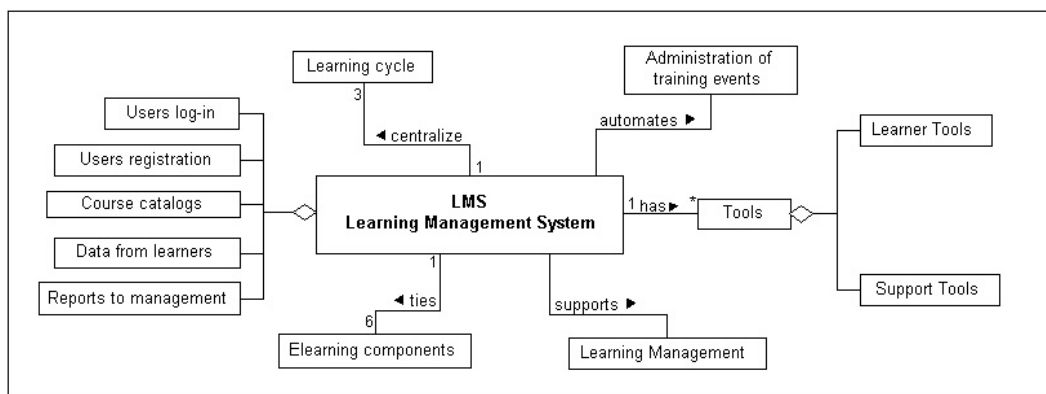 Learning cycle
3
◄ centralize
1
Administration of
training events
automates ►
Users log-in
Users registration
Course catalogs
Data from learners
Reports to management
LMS
Learning Management System
1 has► *
Tools
Learner Tools
Support Tools
1
◄ ties
6
Elearning components
supports ►
Learning Management